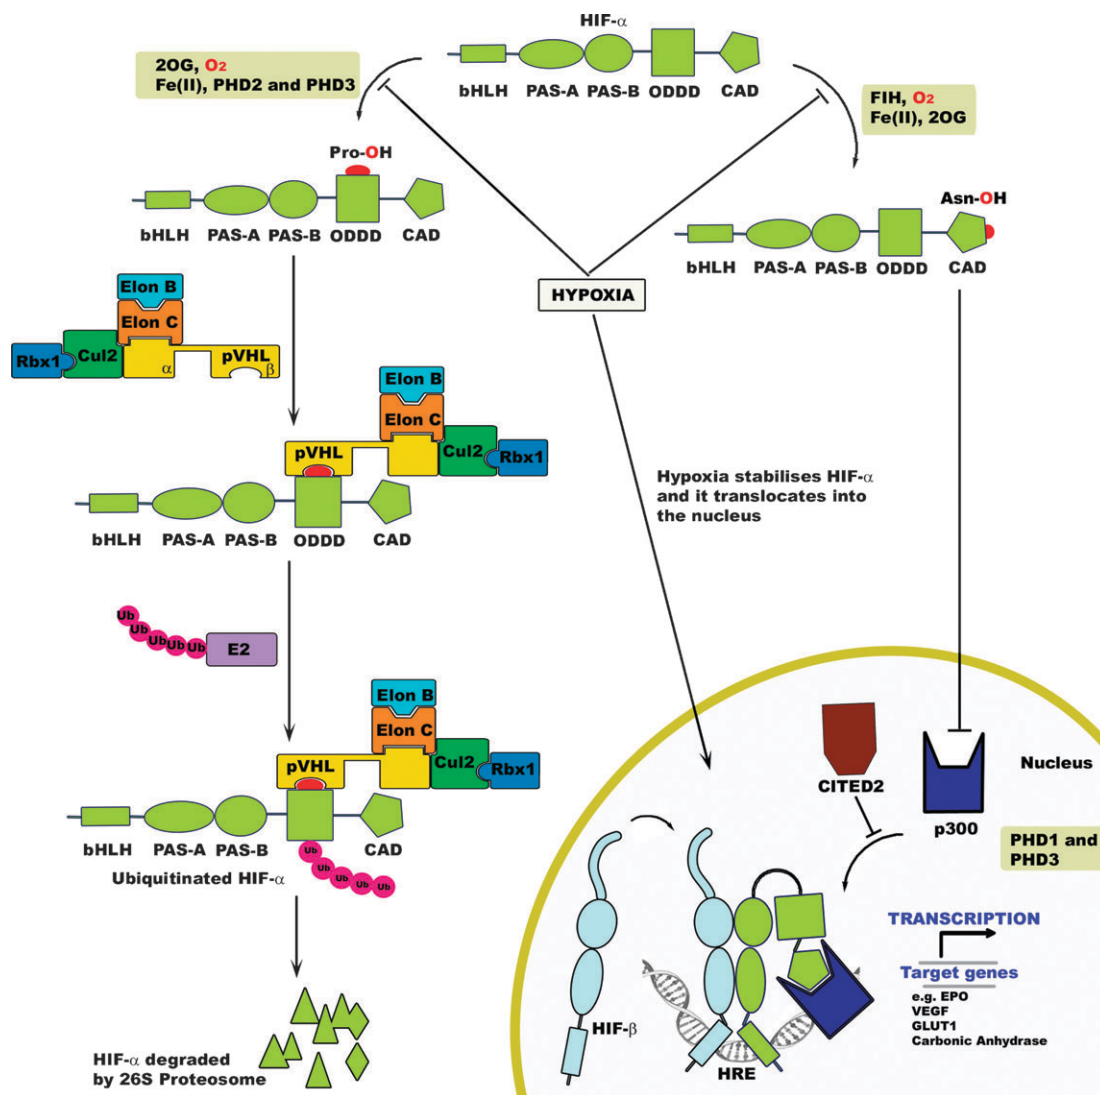 HIF-α
bHLH PAS-A PAS-B ODDD CAD
2OG, O2
Fe(II), PHD2 and PHD3
FIH, O2
Fe(II), 2OG
Pro-OH
bHLH PAS-A PAS-B ODDD CAD
Asn-OH
bHLH PAS-A PAS-B ODDD CAD
HYPOXIA
Elon B
Elon C
Rbx1 Cul2 α pVHL β
Elon B
Elon C
pVHL Cul2 Rbx1
bHLH PAS-A PAS-B ODDD CAD
Hypoxia stabilises HIF-α
and it translocates into
the nucleus
Ub Ub Ub Ub Ub E2
Elon B
Elon C
pVHL Cul2 Rbx1
bHLH PAS-A PAS-B CAD
Ub Ub Ub Ub Ub
Ubiquitinated HIF-α
HIF-α degraded
by 26S Proteosome
Nucleus
CITED2
p300
PHD1 and
PHD3
TRANSCRIPTION
Target genes
e.g. EPO
VEGF
GLUT1
Carbonic Anhydrase
HIF-β
HRE